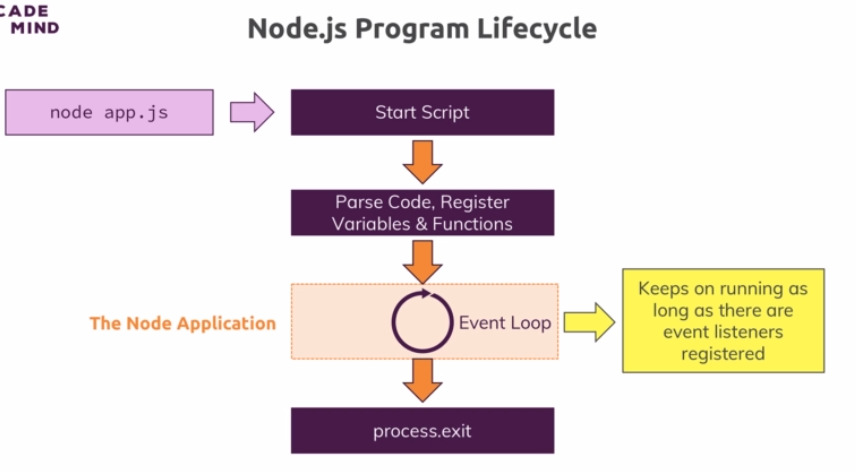 CADE
MIND
Node.js Program Lifecycle
node app.js
Start Script
Parse Code, Register
Variables & Functions
The Node Application
Event Loop
Keeps on running as
long as there are
event listeners
registered
process.exit